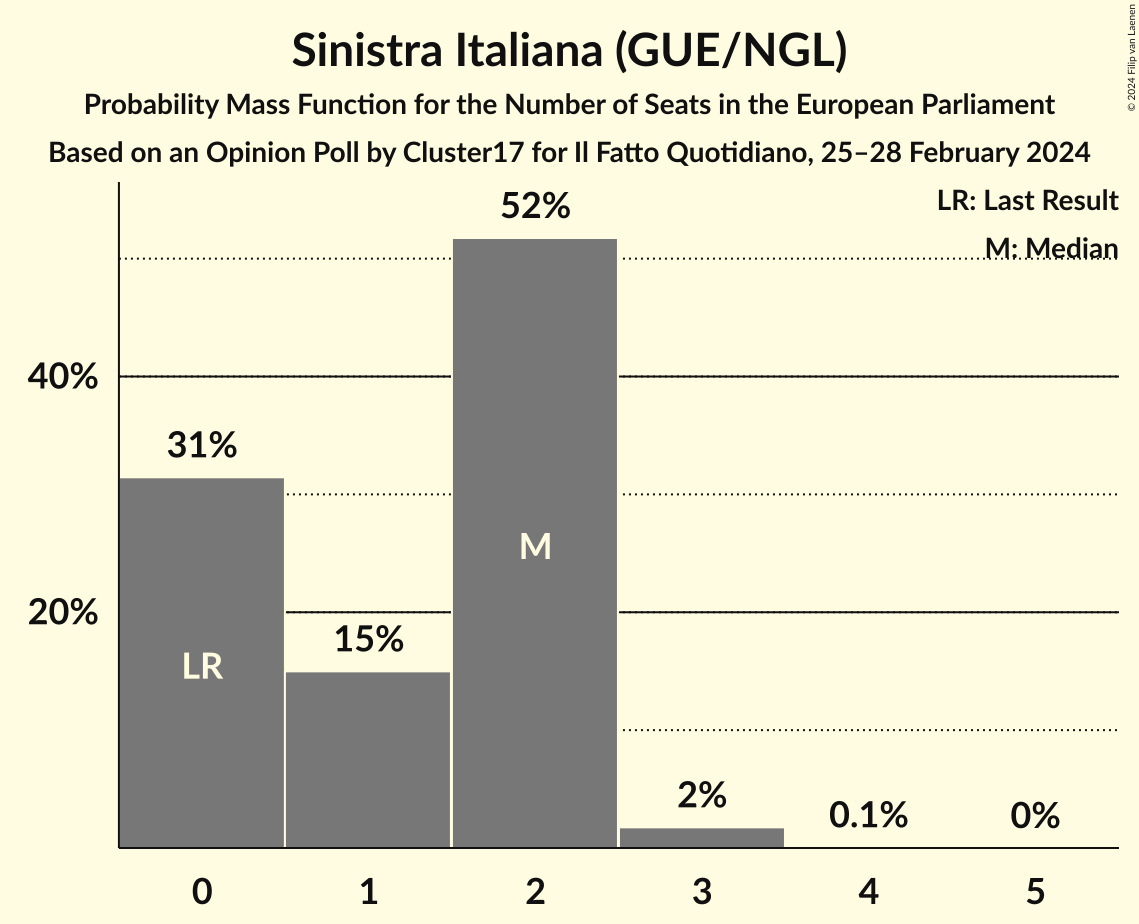 Sinistra Italiana (GUE/NGL)
Probability Mass Function for the Number of Seats in the European Parliament
Based on an Opinion Poll by Cluster17 for Il Fatto Quotidiano, 25–28 February 2024
© 2024 Filip van Laenen
LR: Last Result
M: Median
52%
40%
31%
M
20%
15%
LR
2%
0.1%
0%
0 1 2 3 4 5